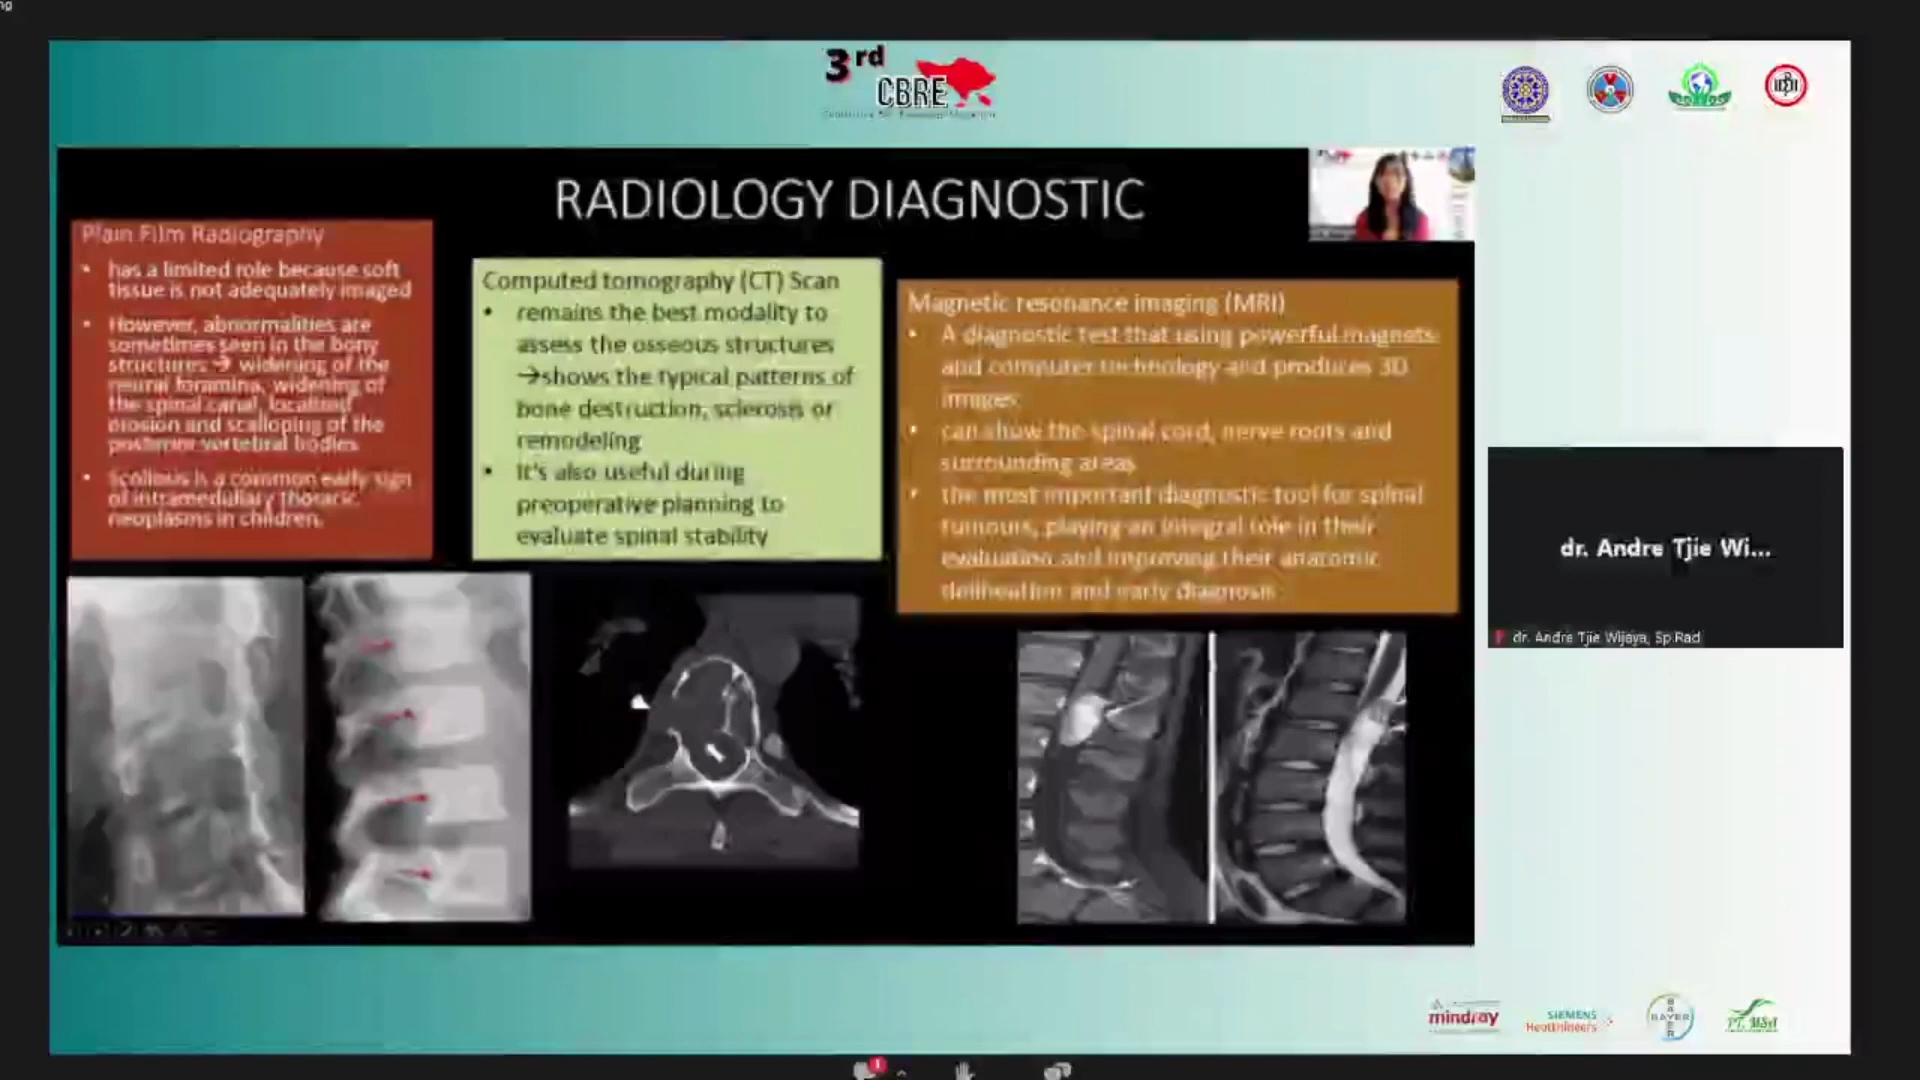 ng
3rd
CBRE
RADIOLOGY DIAGNOSTIC
Plain Film Radiography
• has a limited role because soft
tissue is not adequately imaged
• However, abnormalities are
sometimes seen in the bony
structures → widening of the
neural foramina, widening of
the spinal canal, localized
erosion and scalloping of the
posterior vertebral bodies
• Scoliosis is a common early sign
of intramedullary thoracic
neoplasms in children.
Computed tomography (CT) Scan
• remains the best modality to
assess the osseous structures
→shows the typical patterns of
bone destruction, sclerosis or
remodeling
• It's also useful during
preoperative planning to
evaluate spinal stability
Magnetic resonance imaging (MRI)
• A diagnostic test that using powerful magnets
and computer technology and produces 3D
images
• can show the spinal cord, nerve roots and
surrounding areas
• the most important diagnostic tool for spinal
tumours, playing an integral role in their
evaluation and improving their anatomic
delineation and early diagnosis
dr. Andre Tjie Wi...
dr. Andre Tjie Wijaya, Sp.Rad
mindray
SIEMENS
Healthineers
BAYER
BAYER
PT. MSA
1